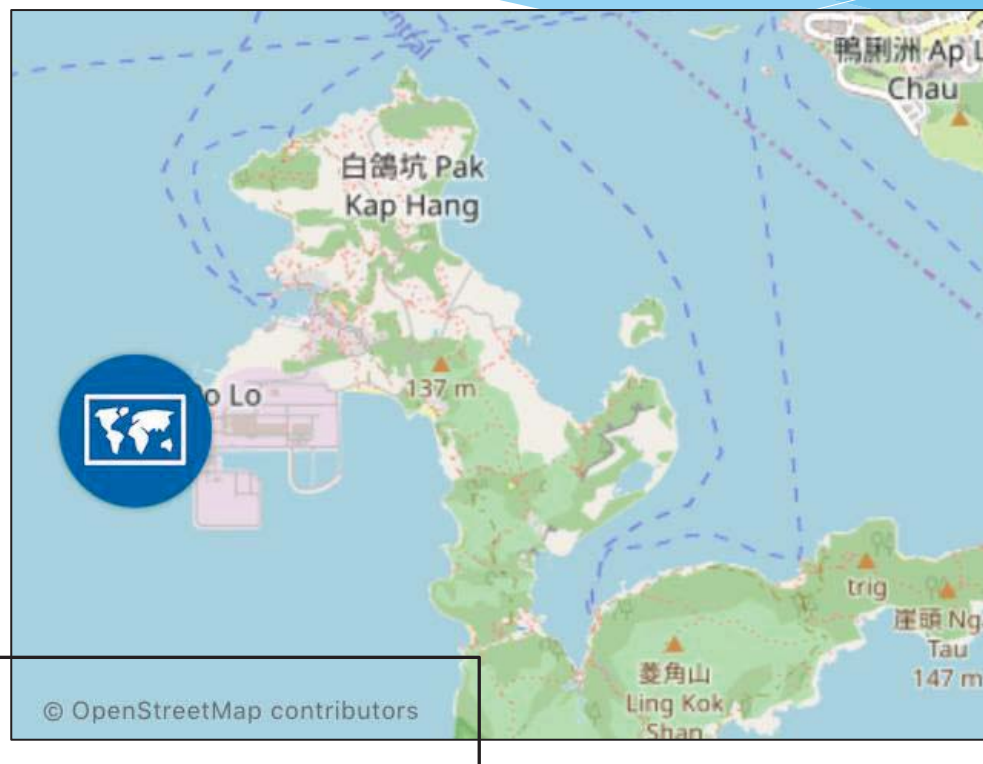 entral
鴨脷洲 Ap L
Chau
白鴿坑 Pak
Kap Hang
o Lo
137 m
trig
崖頭 Ng
Tau
147 m
菱角山
Ling Kok
Shan
© OpenStreetMap contributors